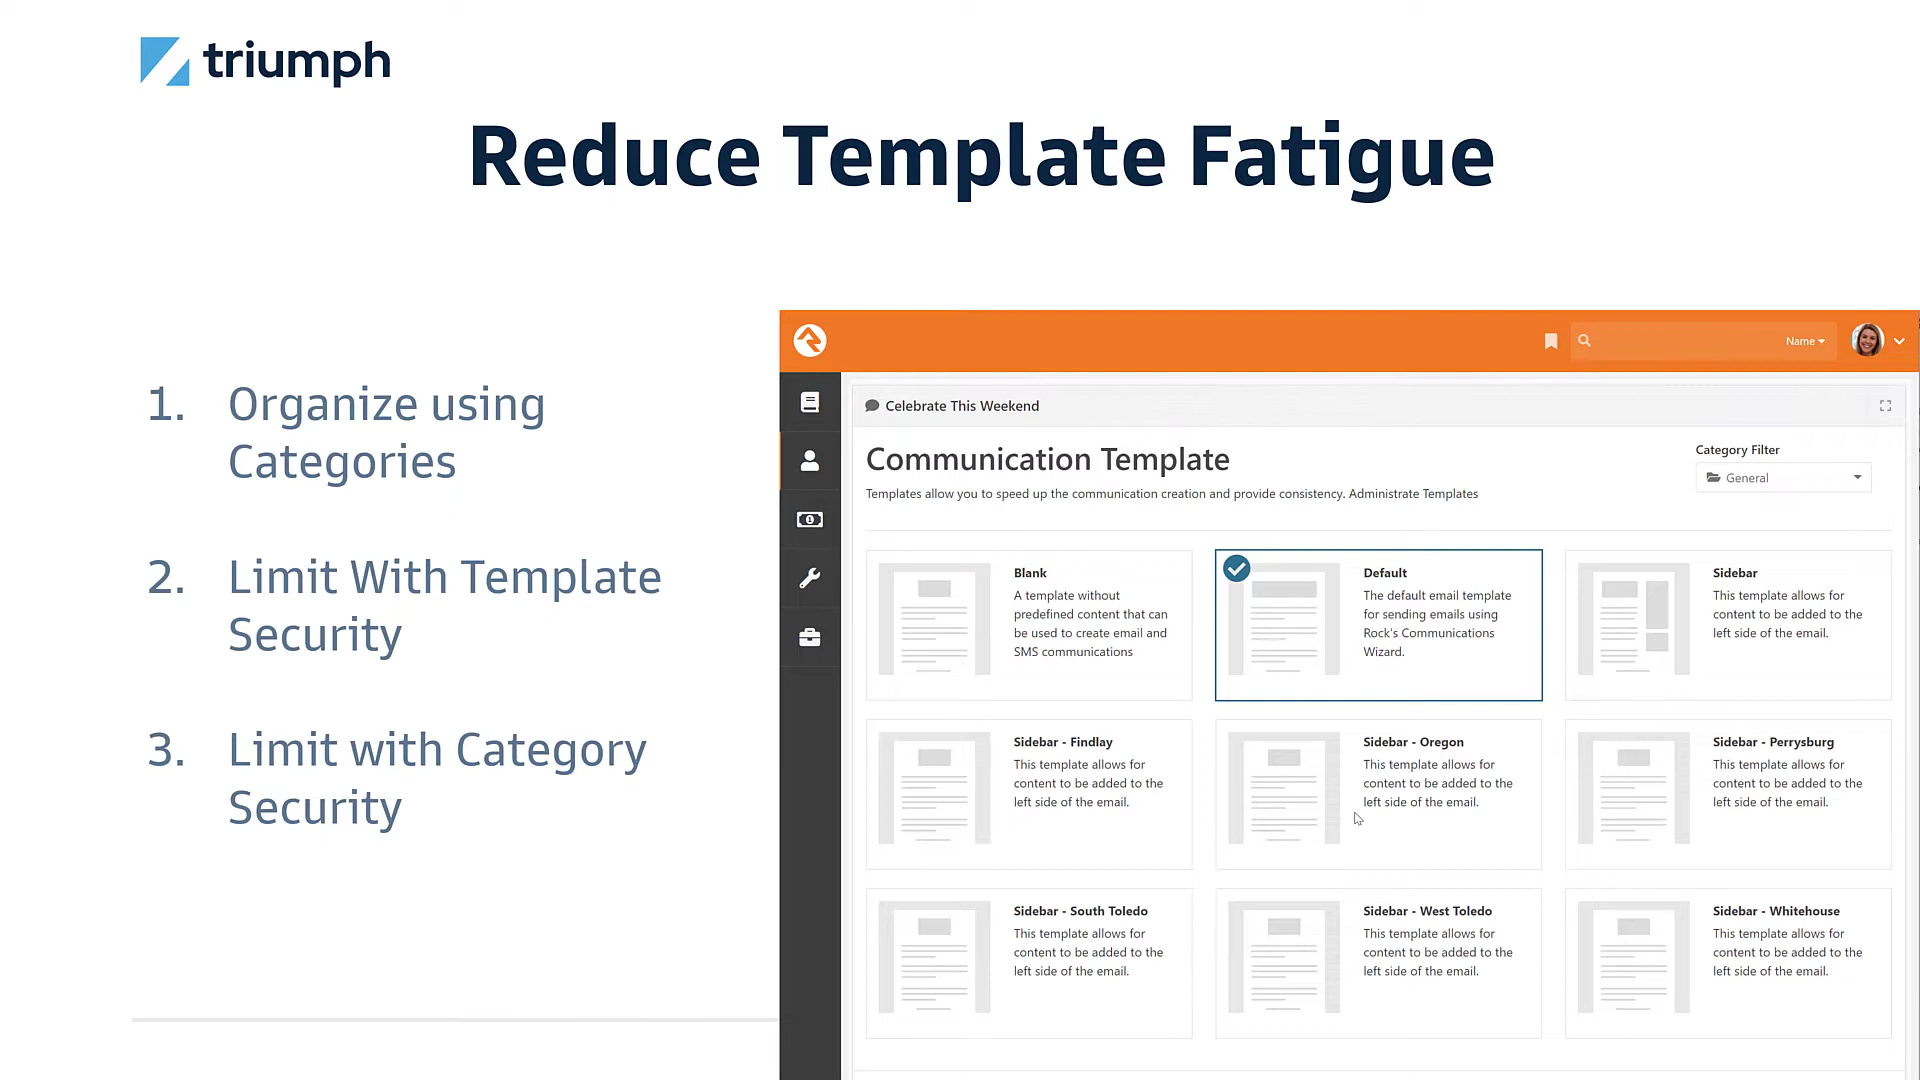 triumph
Reduce Template Fatigue
1. Organize using
Categories
2. Limit With Template
Security
3. Limit with Category
Security
Name
Celebrate This Weekend
Communication Template
Templates allow you to speed up the communication creation and provide consistency. Administrate Templates
Category Filter
General
Blank
A template without
predefined content that can
be used to create email and
SMS communications
Default
The default email template
for sending emails using
Rock's Communications
Wizard.
Sidebar
This template allows for
content to be added to the
left side of the email.
Sidebar - Findlay
This template allows for
content to be added to the
left side of the email.
Sidebar - Oregon
This template allows for
content to be added to the
left side of the email.
Sidebar - Perrysburg
This template allows for
content to be added to the
left side of the email.
Sidebar - South Toledo
This template allows for
content to be added to the
left side of the email.
Sidebar - West Toledo
This template allows for
content to be added to the
left side of the email.
Sidebar - Whitehouse
This template allows for
content to be added to the
left side of the email.